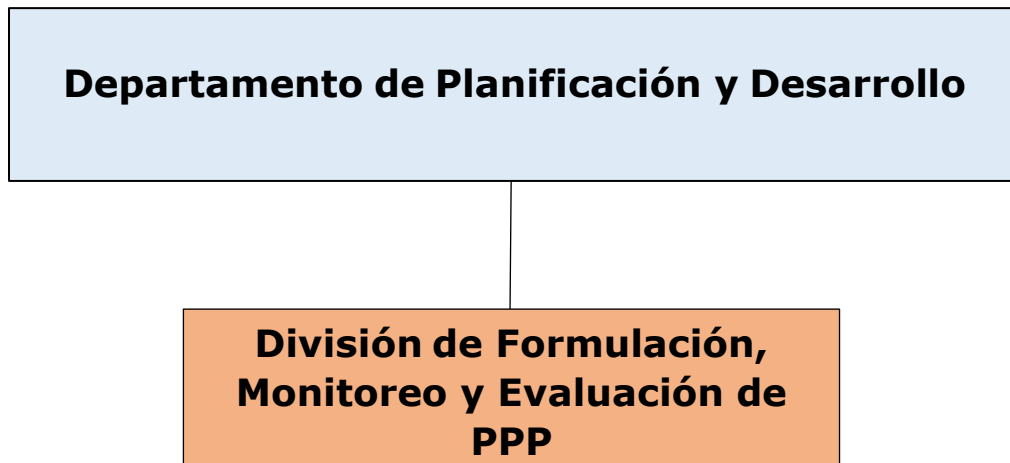 Departamento de Planificación y Desarrollo
División de Formulación,
Monitoreo y Evaluación de
PPP